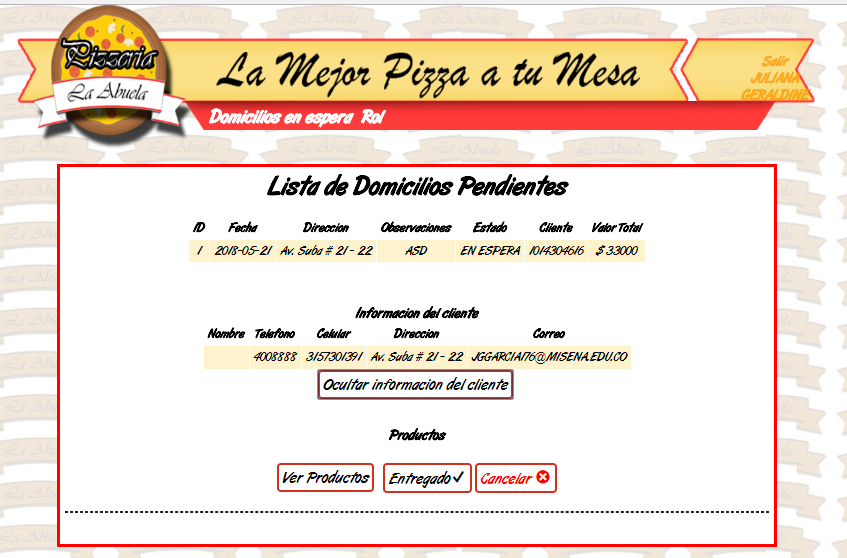 Pizzeria
La Abuela
La Mejor Pizza a tu Mesa
Salir
JULIANA
GERALDINE
Domicilios en espera Rol
Lista de Domicilios Pendientes
ID Fecha Direccion Observaciones Estado Cliente Valor Total
1 2018-05-21 Av. Suba # 21 - 22 ASD EN ESPERA 1014304616 $ 33000
Informacion del cliente
Nombre Telefono Celular Direccion Correo
4008888 3157301391 Av. Suba # 21 - 22 JGGARCIA176@MISENA.EDU.CO
Ocultar informacion del cliente
Productos
Ver Productos Entregado Cancelar